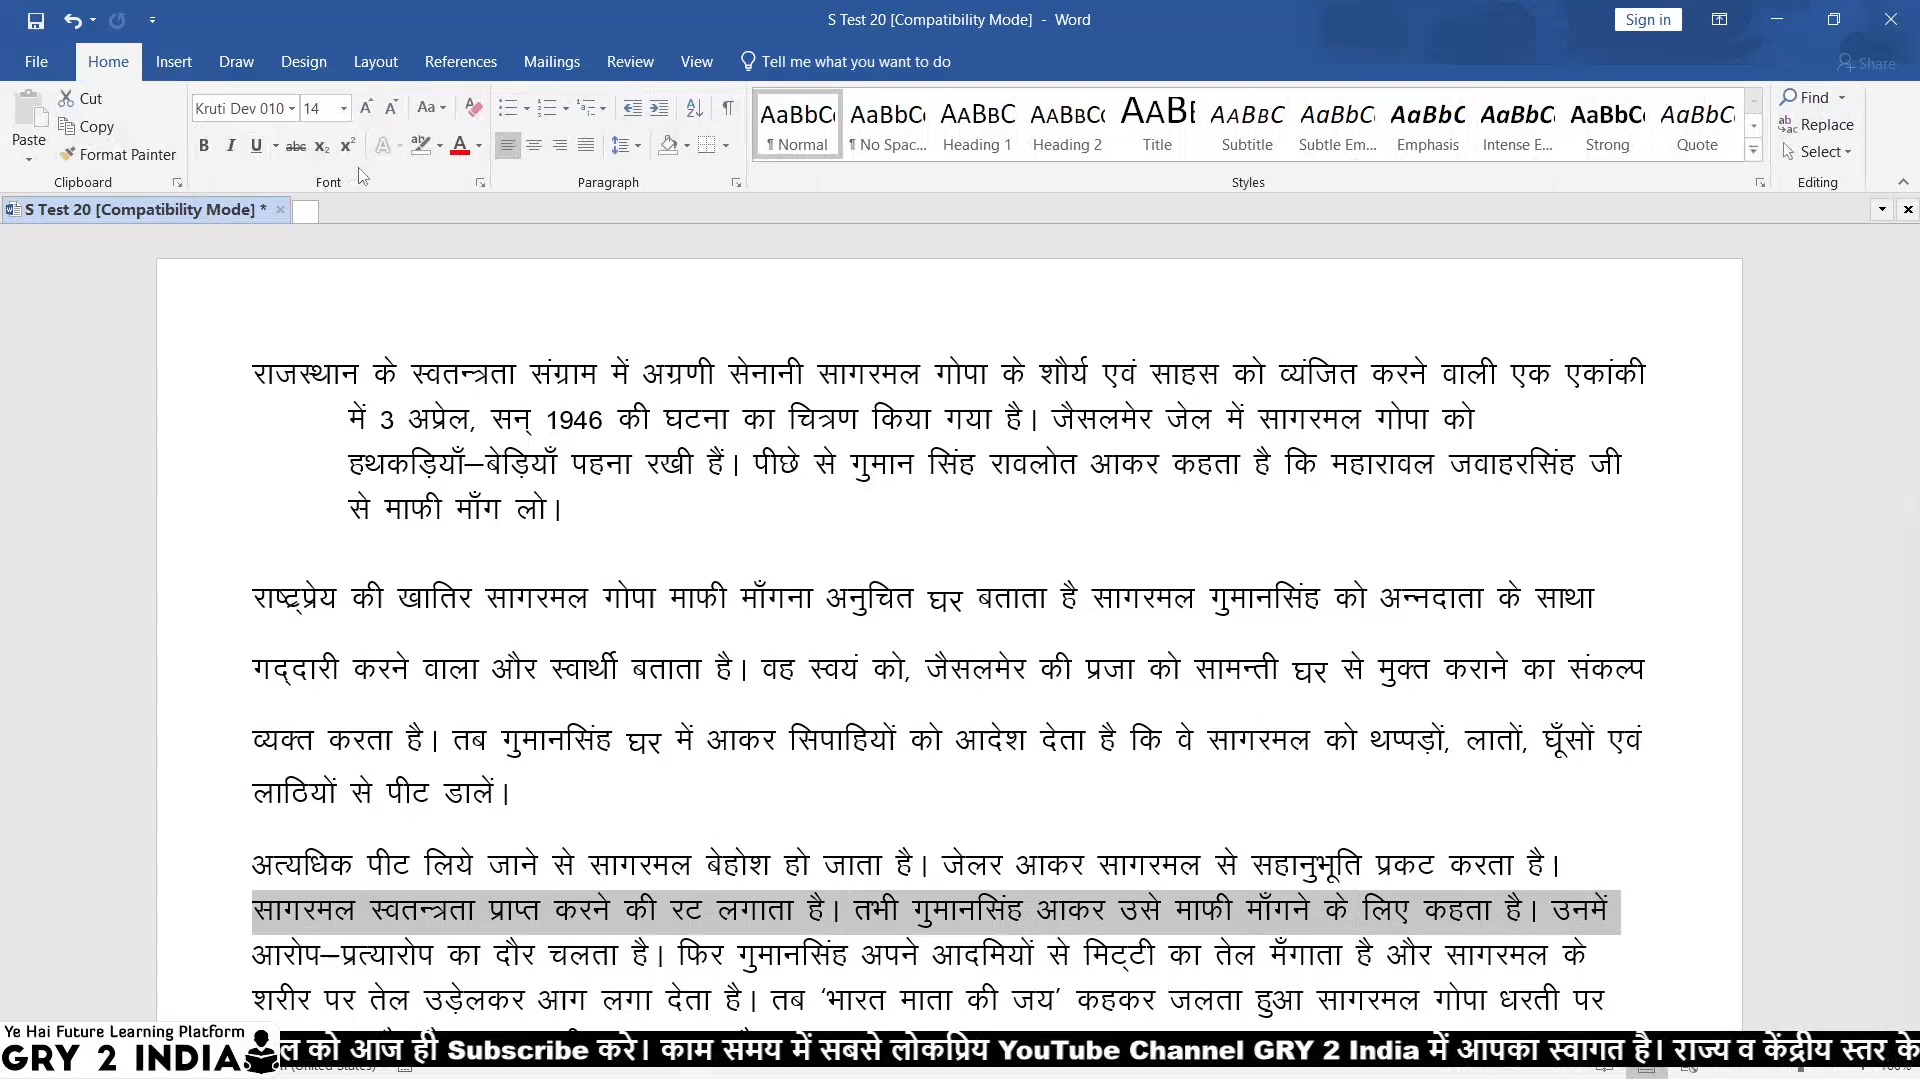 S Test 20 [Compatibility Mode] - Word
Sign in
File Home Insert Draw Design Layout References Mailings Review View Tell me what you want to do
Share
Paste
Cut
Copy
Format Painter
Clipboard
Kruti Dev 010 14
Font
Paragraph
AaBbCc AaBbCc AaBbC AaBbCc AaBb AaBbC AaBbC AaBbC AaBbC AaBbCc AaBbC
¶ Normal ¶ No Spac... Heading 1 Heading 2 Title Subtitle Subtle Em... Emphasis Intense E... Strong Quote
Styles
Find
Replace
Select
Editing
S Test 20 [Compatibility Mode] *
राजस्थान के स्वतन्त्रता संग्राम में अग्रणी सेनानी सागरमल गोपा के शौर्य एवं साहस को व्यंजित करने वाली एक एकांकी
में 3 अप्रेल, सन् 1946 की घटना का चित्रण किया गया है। जैसलमेर जेल में सागरमल गोपा को
हथकड़ियाँ–बेड़ियाँ पहना रखी हैं। पीछे से गुमान सिंह रावलोत आकर कहता है कि महारावल जवाहरसिंह जी
से माफी माँग लो।
राष्ट्रप्रेय की खातिर सागरमल गोपा माफी माँगना अनुचित घर बताता है सागरमल गुमानसिंह को अन्नदाता के साथा
गद्दारी करने वाला और स्वार्थी बताता है। वह स्वयं को, जैसलमेर की प्रजा को सामन्ती घर से मुक्त कराने का संकल्प
व्यक्त करता है। तब गुमानसिंह घर में आकर सिपाहियों को आदेश देता है कि वे सागरमल को थप्पड़ों, लातों, घूँसों एवं
लाठियों से पीट डालें।
अत्यधिक पीट लिये जाने से सागरमल बेहोश हो जाता है। जेलर आकर सागरमल से सहानुभूति प्रकट करता है।
सागरमल स्वतन्त्रता प्राप्त करने की रट लगाता है। तभी गुमानसिंह आकर उसे माफी माँगने के लिए कहता है। उनमें
आरोप–प्रत्यारोप का दौर चलता है। फिर गुमानसिंह अपने आदमियों से मिट्टी का तेल मँगाता है और सागरमल के
शरीर पर तेल उड़ेलकर आग लगा देता है। तब ‘भारत माता की जय’ कहकर जलता हुआ सागरमल गोपा धरती पर
Ye Hai Future Learning Platform
GRY 2 INDIA
ल को आज ही Subscribe करे। काम समय में सबसे लोकप्रिय YouTube Channel GRY 2 India में आपका स्वागत है। राज्य व केंद्रीय स्तर के